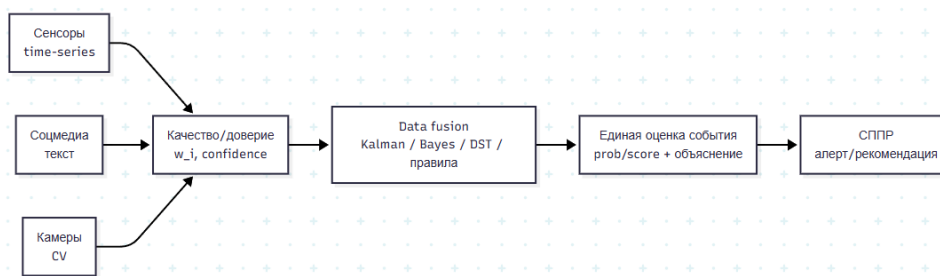 Сенсоры
time-series
Соцмедиа
текст
Камеры
CV
Качество/доверие
w_i, confidence
Data fusion
Kalman / Bayes / DST /
правила
Единая оценка события
prob/score + объяснение
СППР
алерт/рекомендация